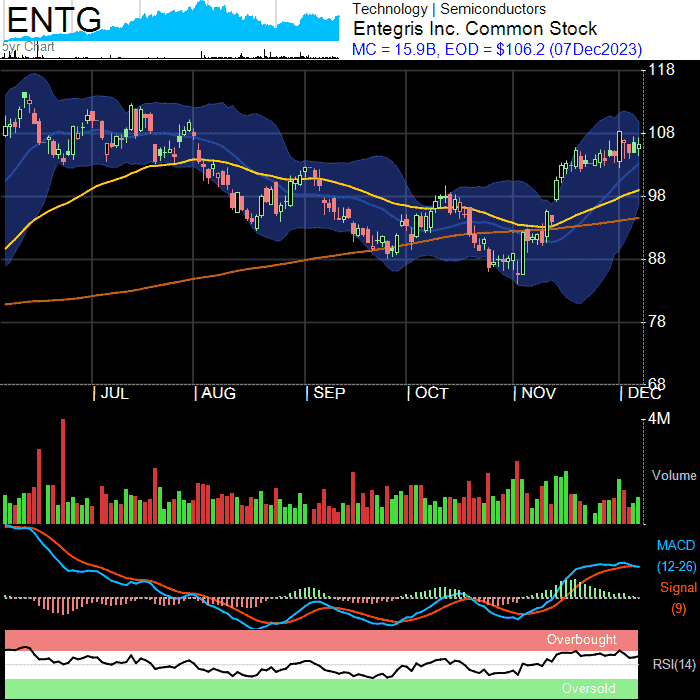 ENTG
Technology | Semiconductors
Entegris Inc. Common Stock
MC = 15.9B, EOD = $106.2 (07Dec2023)
5yr Chart
118
108
98
88
78
68
| JUL | AUG | SEP | OCT | NOV | DEC
4M
Volume
MACD
(12-26)
Signal
(9)
Overbought
RSI(14)
Oversold